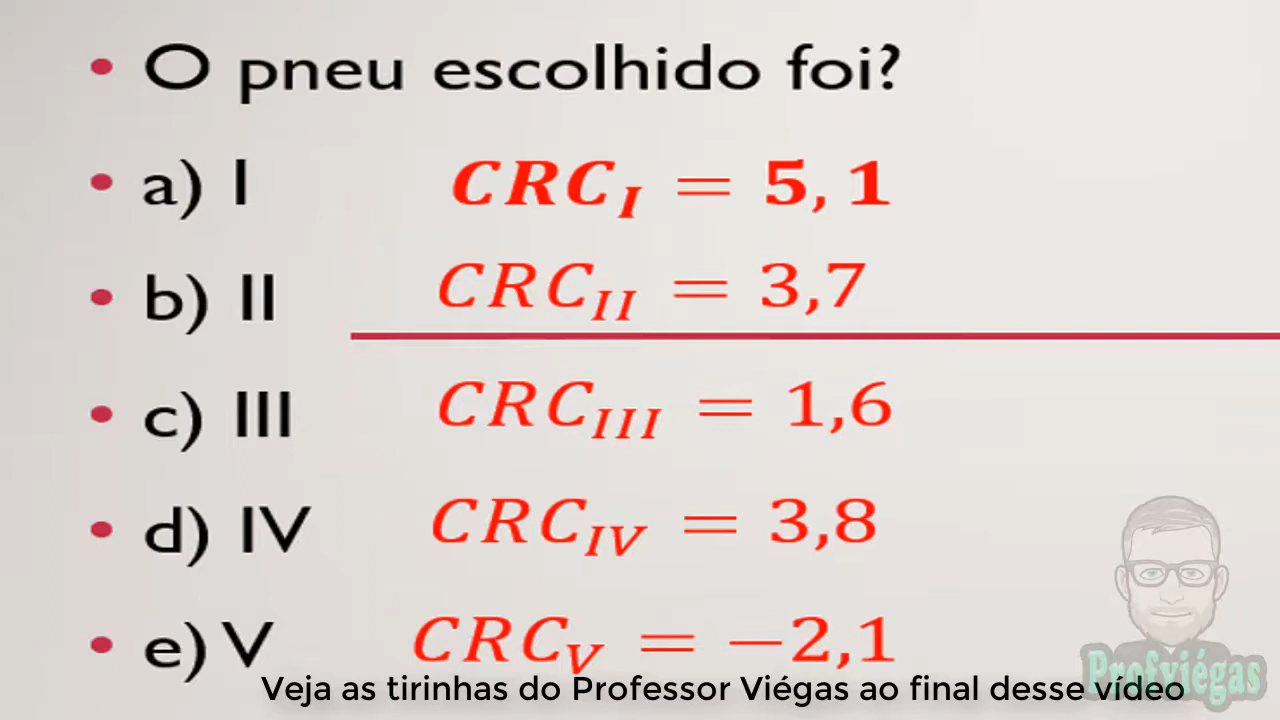 • O pneu escolhido foi?
• a) I CRC_I = 5, 1
• b) II CRC_II = 3,7
• c) III CRC_III = 1,6
• d) IV CRC_IV = 3,8
• e) V CRC_V = −2,1
Profviégas
Veja as tirinhas do Professor Viégas ao final desse vídeo